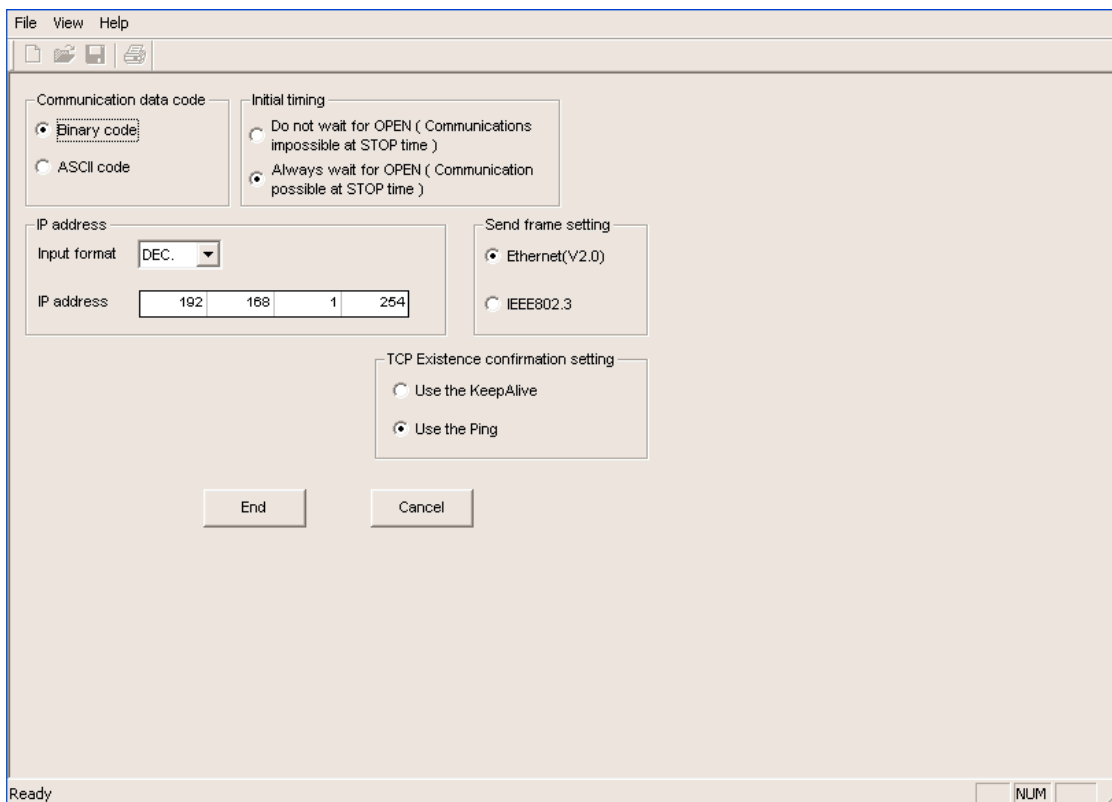 File View Help
Communication data code
Binary code
ASCII code
Initial timing
Do not wait for OPEN ( Communications
impossible at STOP time )
Always wait for OPEN ( Communication
possible at STOP time )
IP address
Input format DEC.
IP address 192 168 1 254
Send frame setting
Ethernet(V2.0)
IEEE802.3
TCP Existence confirmation setting
Use the KeepAlive
Use the Ping
End Cancel
Ready NUM